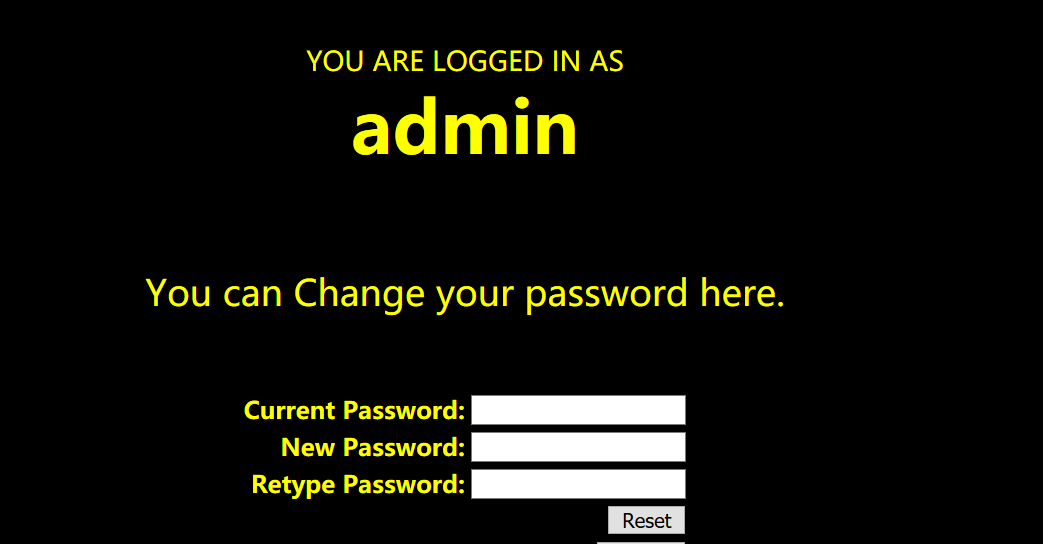 YOU ARE LOGGED IN AS
admin
You can Change your password here.
Current Password:
New Password:
Retype Password:
Reset